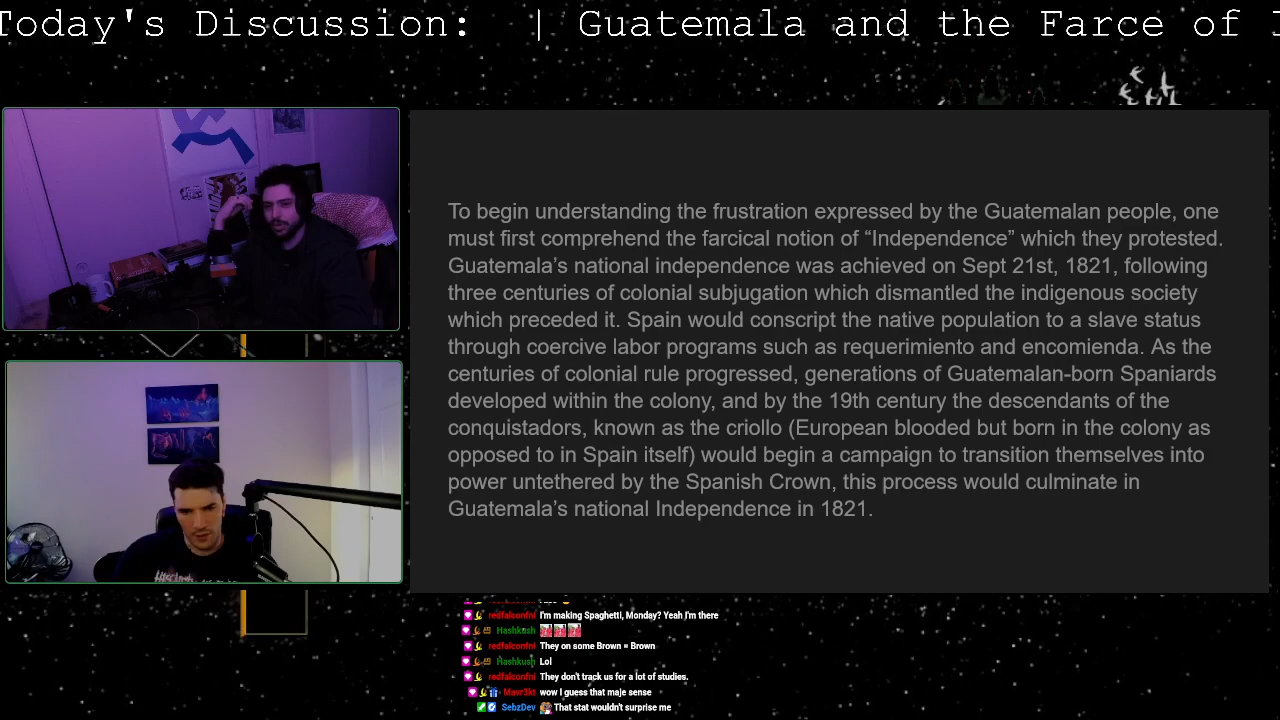 Today's Discussion: | Guatemala and the Farce of
To begin understanding the frustration expressed by the Guatemalan people, one
must first comprehend the farcical notion of “Independence” which they protested.
Guatemala’s national independence was achieved on Sept 21st, 1821, following
three centuries of colonial subjugation which dismantled the indigenous society
which preceded it. Spain would conscript the native population to a slave status
through coercive labor programs such as requerimiento and encomienda. As the
centuries of colonial rule progressed, generations of Guatemalan-born Spaniards
developed within the colony, and by the 19th century the descendants of the
conquistadors, known as the criollo (European blooded but born in the colony as
opposed to in Spain itself) would begin a campaign to transition themselves into
power untethered by the Spanish Crown, this process would culminate in
Guatemala’s national Independence in 1821.
redfalconfni I'm making Spaghetti, Monday? Yeah I'm there
Hashkush
redfalconfni They on some Brown = Brown
Hashkush Lol
redfalconfni They don't track us for a lot of studies.
Mavr3kt wow I guess that maje sense
SebzDev That stat wouldn't surprise me